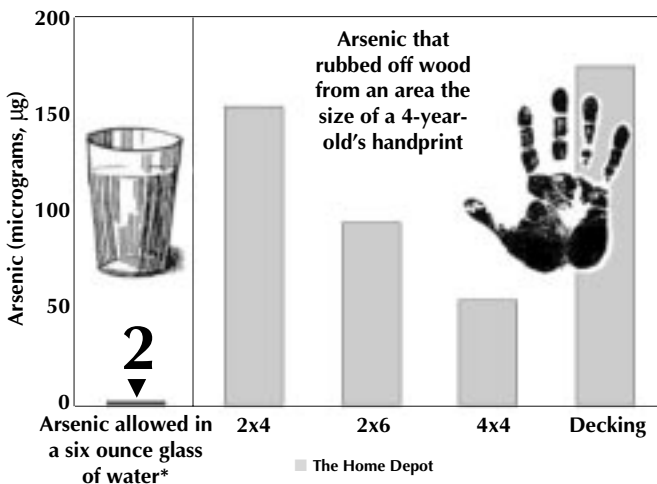 200
150
100
50
0
Arsenic (micrograms, µg)
Arsenic that
rubbed off wood
from an area the
size of a 4-year-
old's handprint
2
Arsenic allowed in
a six ounce glass
of water*
2x4
2x6
4x4
Decking
The Home Depot